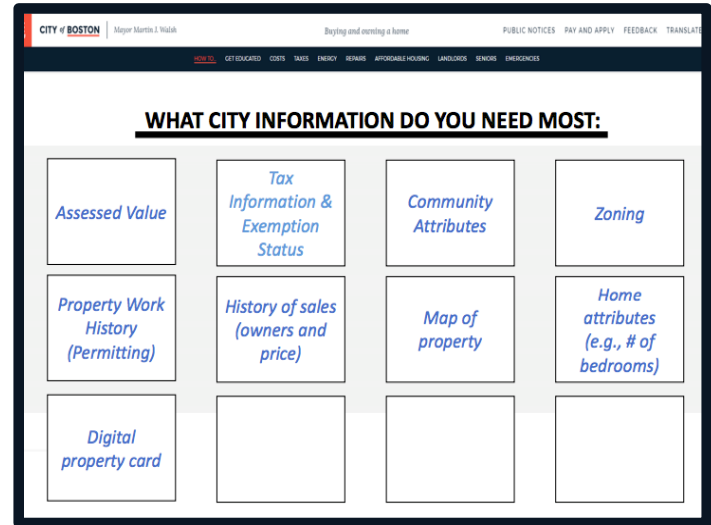 CITY of BOSTON
Mayor Martin J. Walsh
Buying and owning a home
PUBLIC NOTICES PAY AND APPLY FEEDBACK TRANSLATE
HOW TO GET EDUCATED COSTS TAXES ENERGY REPAIRS AFFORDABLE HOUSING LANDLORDS SENIORS EMERGENCIES
WHAT CITY INFORMATION DO YOU NEED MOST:
Assessed Value
Tax
Information &
Exemption
Status
Community
Attributes
Zoning
Property Work
History
(Permitting)
History of sales
(owners and
price)
Map of
property
Home
attributes
(e.g., # of
bedrooms)
Digital
property card